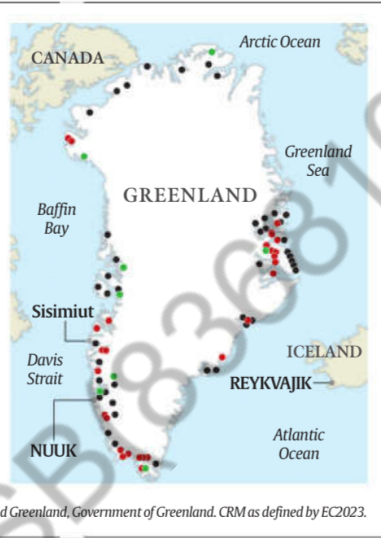 Arctic Ocean
CANADA
Greenland
Sea
GREENLAND
Baffin
Bay
Sisimiut
Davis
Strait
ICELAND
REYKVAJIK
NUUK
Atlantic
Ocean
d Greenland, Government of Greenland. CRM as defined by EC2023.